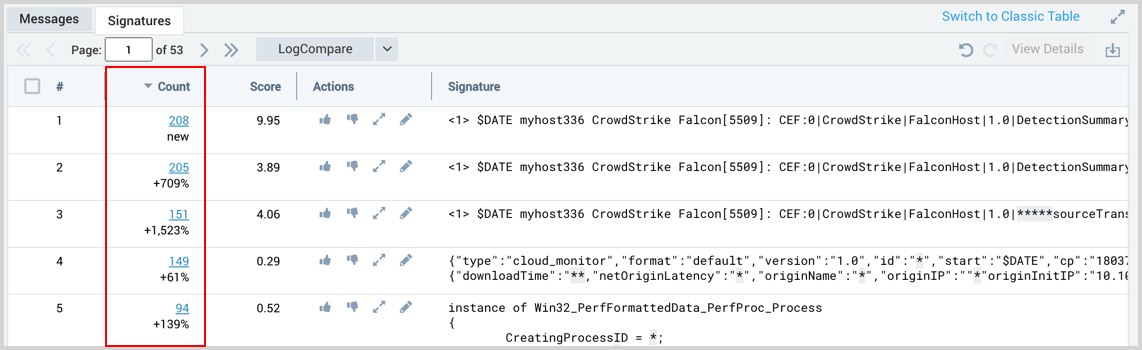 Messages Signatures Switch to Classic Table
Page: 1 of 53 LogCompare View Details
# Count Score Actions Signature
1 208 9.95 <1> $DATE myhost336 CrowdStrike Falcon[5509]: CEF:0|CrowdStrike|FalconHost|1.0|DetectionSummary
new
2 205 3.89 <1> $DATE myhost336 CrowdStrike Falcon[5509]: CEF:0|CrowdStrike|FalconHost|1.0|DetectionSummary
+709%
3 151 4.06 <1> $DATE myhost336 CrowdStrike Falcon[5509]: CEF:0|CrowdStrike|FalconHost|1.0|*****sourceTrans
+1,523%
4 149 0.29 {"type":"cloud_monitor","format":"default","version":"1.0","id":"*","start":"$DATE","cp":"18037
+61% {"downloadTime":"**,"netOriginLatency":"*","originName":"*","originIP":""*"originInitIP":"10.10
5 94 0.52 instance of Win32_PerfFormattedData_PerfProc_Process
+139% {
CreatingProcessID = *;